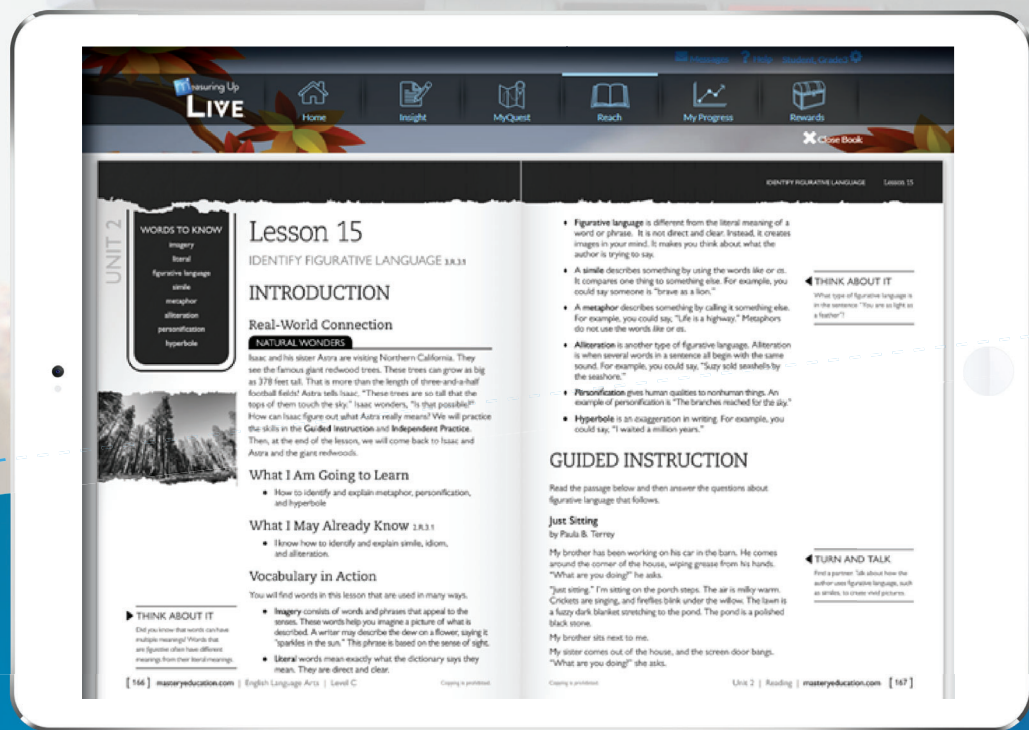 Messages ? Help Student, Grade3
Measuring Up
LIVE
Home Insight MyQuest Reach My Progress Rewards
Close Book
UNIT 2
WORDS TO KNOW
imagery
literal
figurative language
simile
metaphor
alliteration
personification
hyperbole
Lesson 15
IDENTIFY FIGURATIVE LANGUAGE 3.R.3.1
INTRODUCTION
Real-World Connection
NATURAL WONDERS
Isaac and his sister Astra are visiting Northern California. They
see the famous giant redwood trees. These trees can grow as big
as 378 feet tall. That is more than the length of three-and-a-half
football fields! Astra tells Isaac, "These trees are so tall that the
tops of them touch the sky." Isaac wonders, "Is that possible?"
How can Isaac figure out what Astra really means? We will practice
the skills in the Guided Instruction and Independent Practice.
Then, at the end of the lesson, we will come back to Isaac and
Astra and the giant redwoods.
What I Am Going to Learn
• How to identify and explain metaphor, personification,
and hyperbole
What I May Already Know 2.R.3.1
• I know how to identify and explain simile, idiom,
and alliteration.
Vocabulary in Action
You will find words in this lesson that are used in many ways.
• Imagery consists of words and phrases that appeal to the
senses. These words help you imagine a picture of what is
described. A writer may describe the dew on a flower, saying it
"sparkles in the sun." This phrase is based on the sense of sight.
• Literal words mean exactly what the dictionary says they
mean. They are direct and clear.
THINK ABOUT IT
Did you know that words can have
multiple meanings? Words that
are figurative often have different
meanings from their literal meanings.
[ 166 ] masteryeducation.com | English Language Arts | Level C Copying is prohibited.
IDENTIFY FIGURATIVE LANGUAGE Lesson 15
• Figurative language is different from the literal meaning of a
word or phrase. It is not direct and clear. Instead, it creates
images in your mind. It makes you think about what the
author is trying to say.
• A simile describes something by using the words like or as.
It compares one thing to something else. For example, you
could say someone is "brave as a lion."
• A metaphor describes something by calling it something else.
For example, you could say, "Life is a highway." Metaphors
do not use the words like or as.
• Alliteration is another type of figurative language. Alliteration
is when several words in a sentence all begin with the same
sound. For example, you could say, "Suzy sold seashells by
the seashore."
• Personification gives human qualities to nonhuman things. An
example of personification is "The branches reached for the sky."
• Hyperbole is an exaggeration in writing. For example, you
could say, "I waited a million years."
THINK ABOUT IT
What type of figurative language is
in the sentence "You are as light as
a feather"?
GUIDED INSTRUCTION
Read the passage below and then answer the questions about
figurative language that follows.
Just Sitting
by Paula B. Terrey
My brother has been working on his car in the barn. He comes
around the corner of the house, wiping grease from his hands.
"What are you doing?" he asks.
"Just sitting." I'm sitting on the porch steps. The air is milky warm.
Crickets are singing, and fireflies blink under the willow. The lawn is
a fuzzy dark blanket stretching to the pond. The pond is a polished
black stone.
My brother sits next to me.
My sister comes out of the house, and the screen door bangs.
"What are you doing?" she asks.
TURN AND TALK
Find a partner. Talk about how the
author uses figurative language, such
as similes, to create vivid pictures.
Copying is prohibited. Unit 2 | Reading | masteryeducation.com [ 167 ]